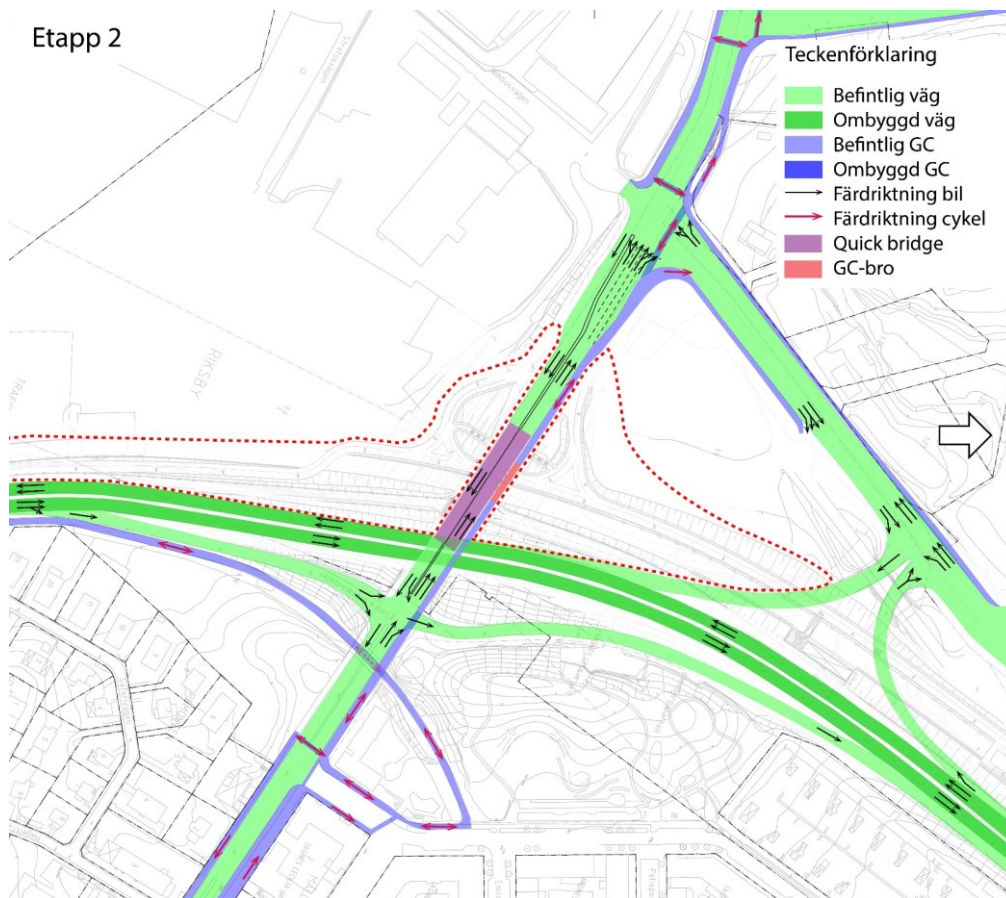 Etapp 2
Teckenförklaring
Befintlig väg
Ombyggd väg
Befintlig GC
Ombyggd GC
Färdriktning bil
Färdriktning cykel
Quick bridge
GC-bro
RIKSBY